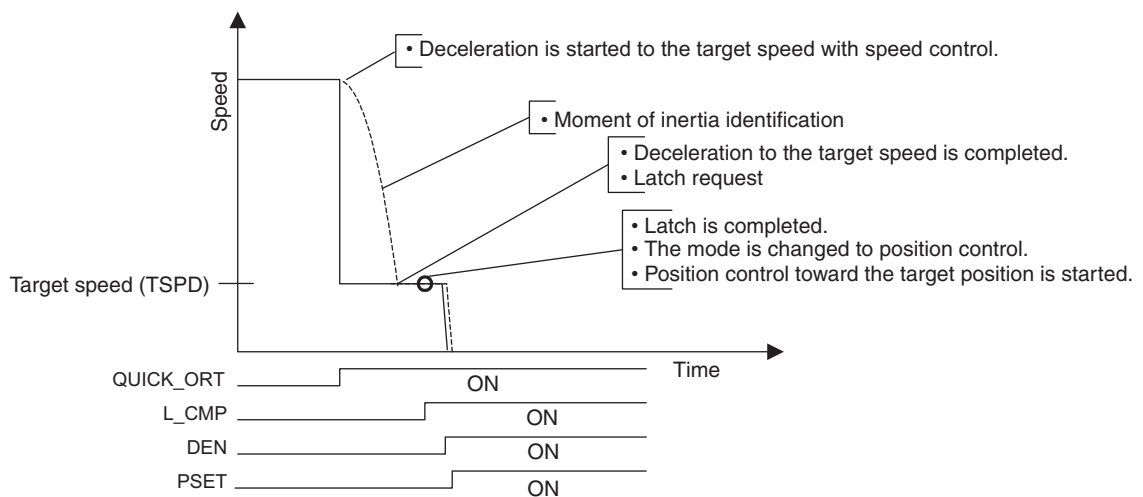 • Deceleration is started to the target speed with speed control.
Speed
• Moment of inertia identification
• Deceleration to the target speed is completed.
• Latch request
• Latch is completed.
• The mode is changed to position control.
• Position control toward the target position is started.
Target speed (TSPD)
Time
QUICK_ORT
ON
L_CMP
ON
DEN
ON
PSET
ON